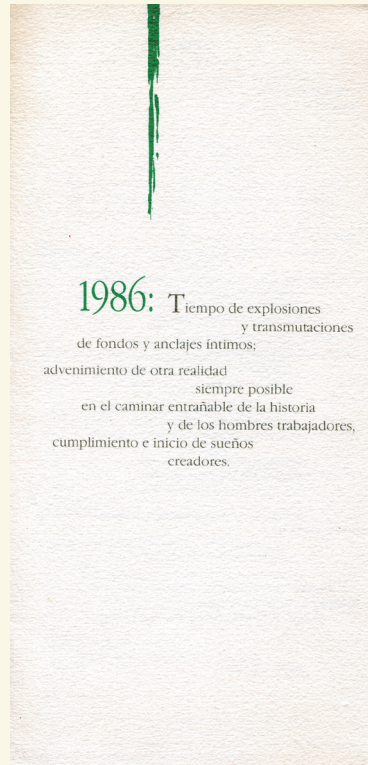 1986: Tiempo de explosiones
y transmutaciones
de fondos y anclajes íntimos;
advenimiento de otra realidad
siempre posible
en el caminar entrañable de la historia
y de los hombres trabajadores,
cumplimiento e inicio de sueños
creadores.